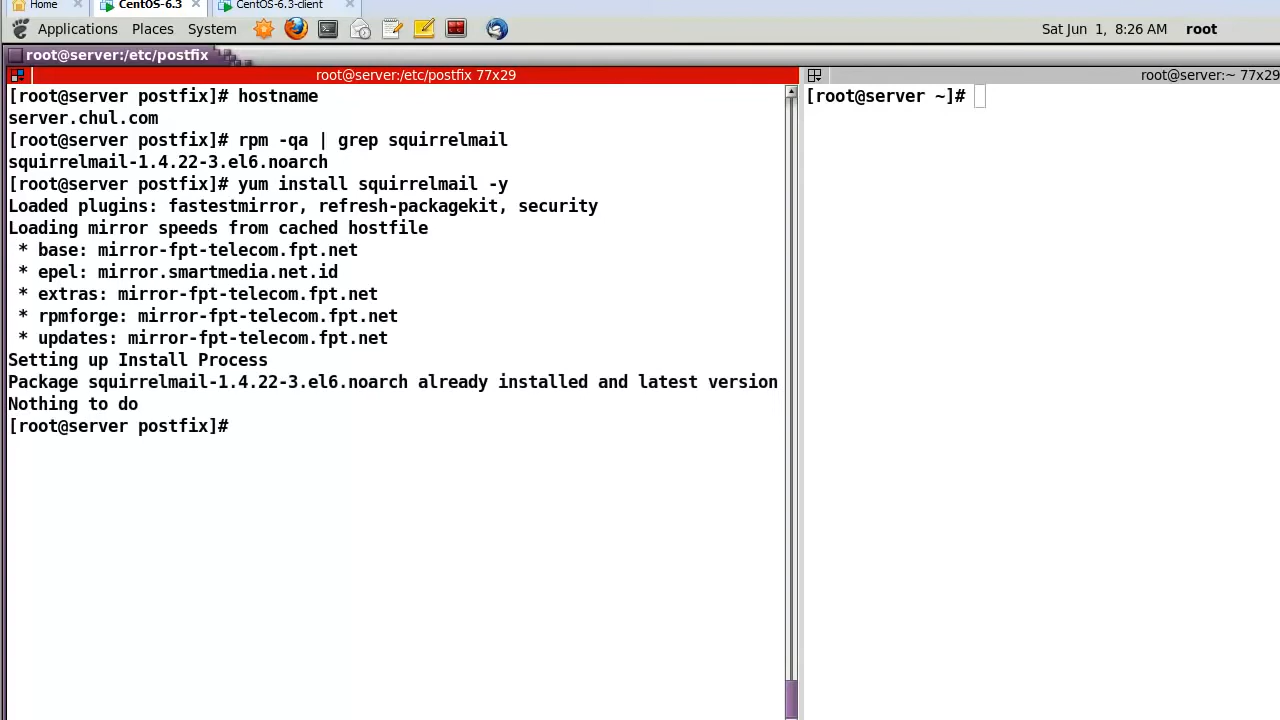 Home CentOS-6.3 CentOS-6.3-client
Applications Places System Sat Jun 1, 8:26 AM root
root@server:/etc/postfix
root@server:/etc/postfix 77x29
[root@server postfix]# hostname
server.chul.com
[root@server postfix]# rpm -qa | grep squirrelmail
squirrelmail-1.4.22-3.el6.noarch
[root@server postfix]# yum install squirrelmail -y
Loaded plugins: fastestmirror, refresh-packagekit, security
Loading mirror speeds from cached hostfile
* base: mirror-fpt-telecom.fpt.net
* epel: mirror.smartmedia.net.id
* extras: mirror-fpt-telecom.fpt.net
* rpmforge: mirror-fpt-telecom.fpt.net
* updates: mirror-fpt-telecom.fpt.net
Setting up Install Process
Package squirrelmail-1.4.22-3.el6.noarch already installed and latest version
Nothing to do
[root@server postfix]#
root@server:~ 77x29
[root@server ~]#